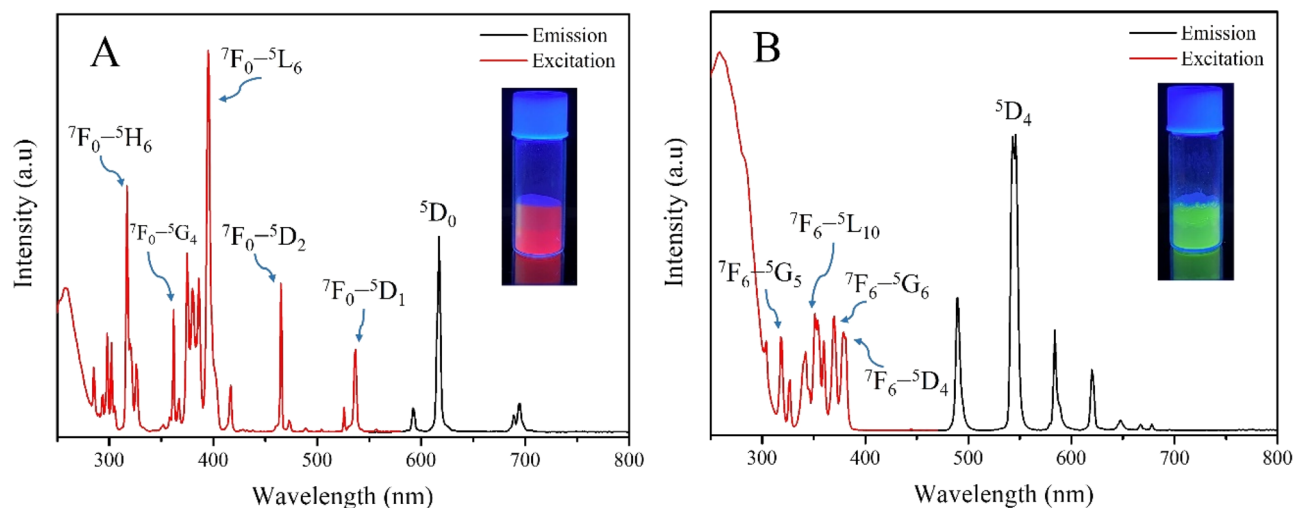 A
Emission
Excitation
⁷F₀–⁵L₆
⁷F₀–⁵H₆
⁷F₀–⁵G₄
⁷F₀–⁵D₂
⁷F₀–⁵D₁
⁵D₀
Intensity (a.u)
300 400 500 600 700 800
Wavelength (nm)
B
Emission
Excitation
⁵D₄
⁷F₆–⁵L₁₀
⁷F₆–⁵G₅
⁷F₆–⁵G₆
⁷F₆–⁵D₄
Intensity (a.u)
300 400 500 600 700 800
Wavelength (nm)